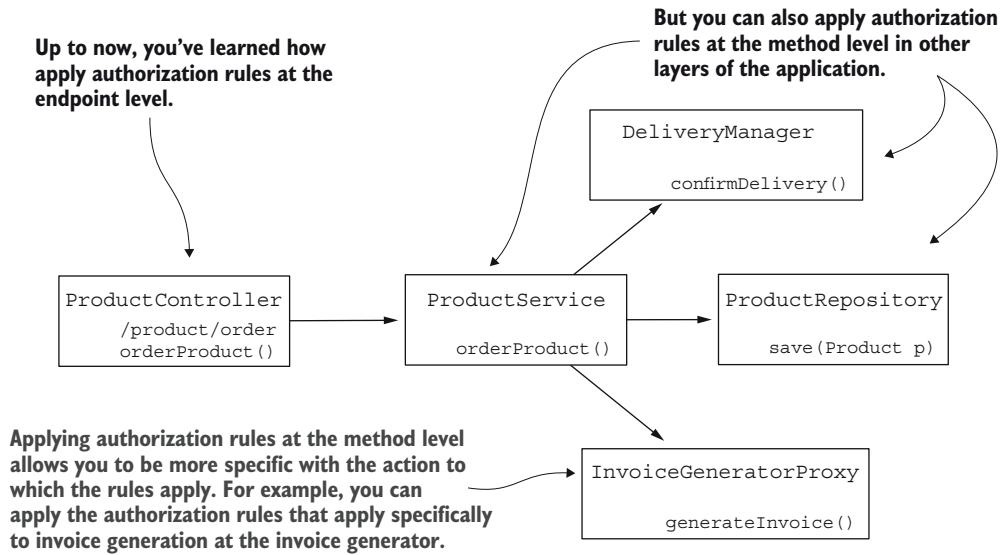 Up to now, you've learned how
apply authorization rules at the
endpoint level.
But you can also apply authorization
rules at the method level in other
layers of the application.
DeliveryManager
confirmDelivery()
ProductController
/product/order
orderProduct()
ProductService
orderProduct()
ProductRepository
save(Product p)
Applying authorization rules at the method level
allows you to be more specific with the action to
which the rules apply. For example, you can
apply the authorization rules that apply specifically
to invoice generation at the invoice generator.
InvoiceGeneratorProxy
generateInvoice()